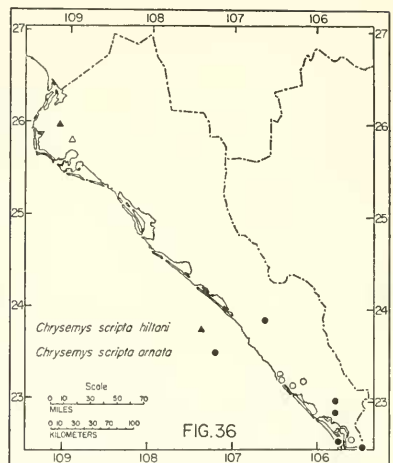 109 108 107 106
27 27
26 26
25 25
24 24
Chrysemys scripta hiltoni
Chrysemys scripta ornata
Scale
0 10 30 50 70
MILES
0 10 30 50 70 100
KILOMETERS
23 23
FIG.36
109 108 107 106